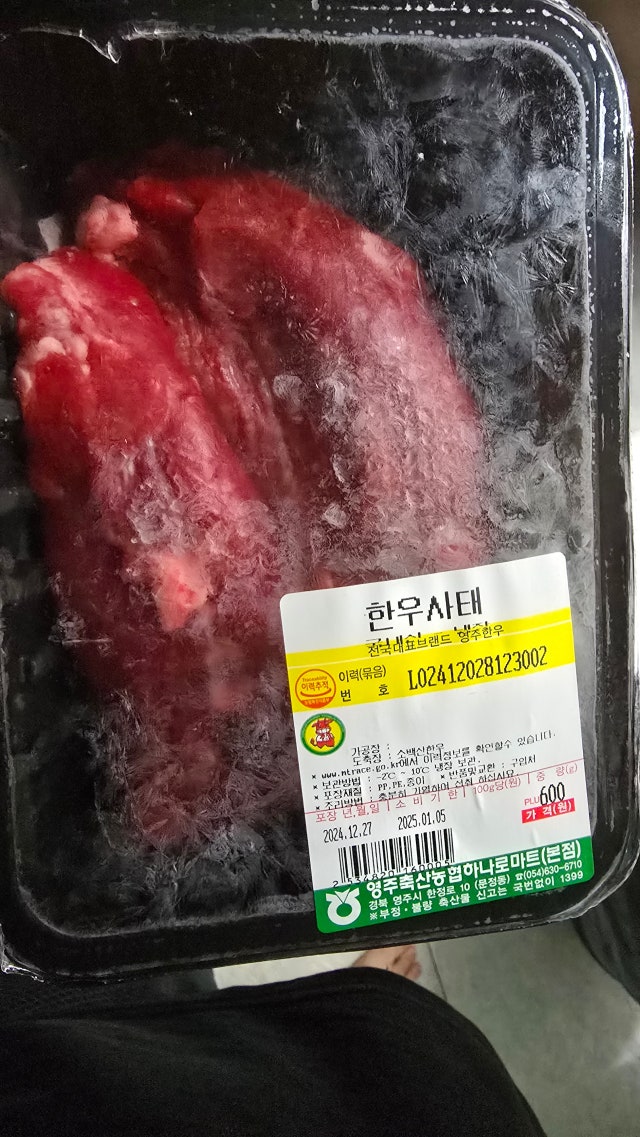 한우사태
전국대표브랜드 영주한우
Traceability
이력추적
이력(묶음)
번 호
L02412028123002
가공장 :
도축장 : 소백산한우
* www.mtrace.go.kr에서 이력정보를 확인할수 있습니다.
* 보관방법 : -2℃ ~ 10℃ 냉장 보관
* 포장재질 : PP,PE,종이 * 반품및교환 : 구입처
* 조리방법 : 충분히 가열하여 섭취 하십시요.
포장 년,월,일 | 소 비 기 한 | 100g당(원) | 중 량(g)
2024.12.27 2025.01.05
PLU 600
가 격(원)
영주축산농협하나로마트(본점)
경북 영주시 한정로 10 (문정동) ☎(054)630-6710
※부정·불량 축산물 신고는 국번없이 1399